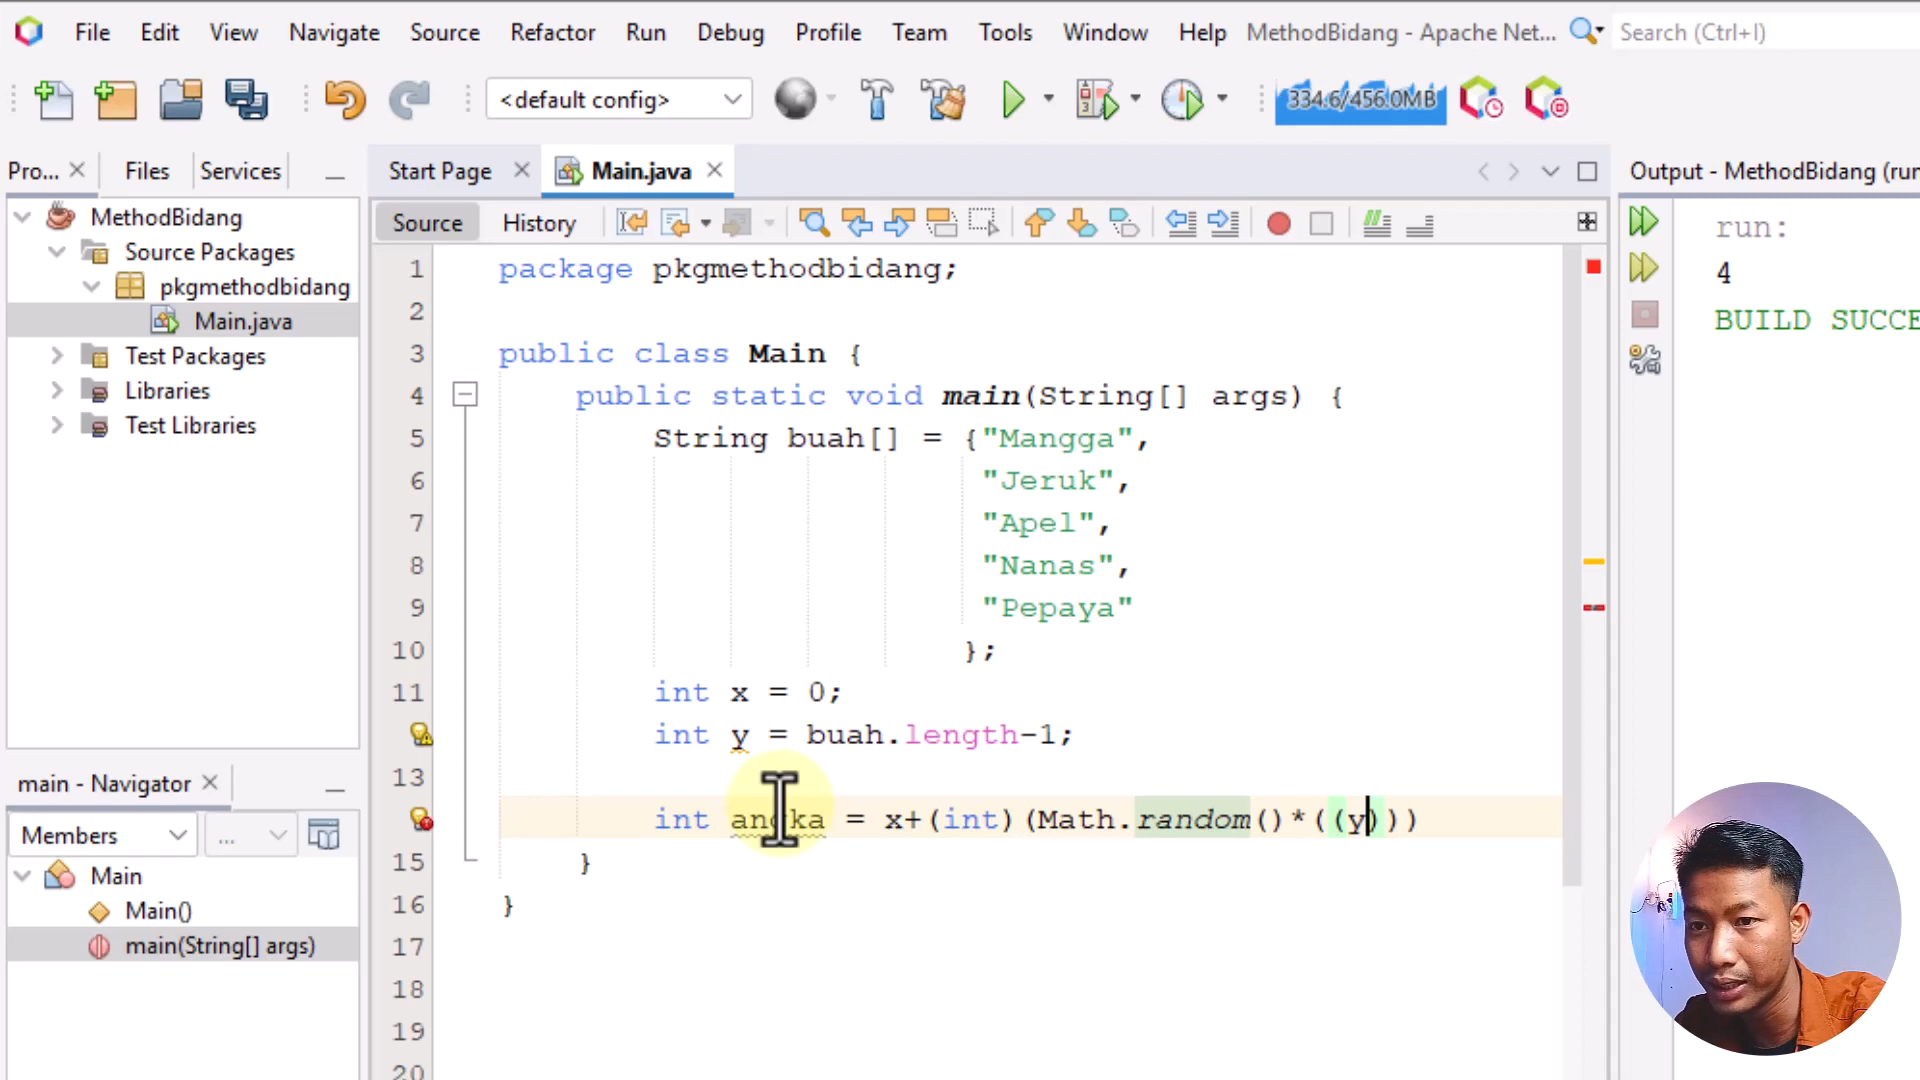 File Edit View Navigate Source Refactor Run Debug Profile Team Tools Window Help MethodBidang - Apache Net... Search (Ctrl+I)
<default config> 334.6/456.0MB
Pro... Files Services
Start Page Main.java
Output - MethodBidang (run
Source History
MethodBidang
Source Packages
pkgmethodbidang
Main.java
Test Packages
Libraries
Test Libraries
main - Navigator
Members ...
Main
Main()
main(String[] args)
1 package pkgmethodbidang;
2
3 public class Main {
4 public static void main(String[] args) {
5 String buah[] = {"Mangga",
6 "Jeruk",
7 "Apel",
8 "Nanas",
9 "Pepaya"
10 };
11 int x = 0;
int y = buah.length-1;
13
int angka = x+(int)(Math.random()*((y)))
15 }
16 }
17
18
19
20
run:
4
BUILD SUCCE